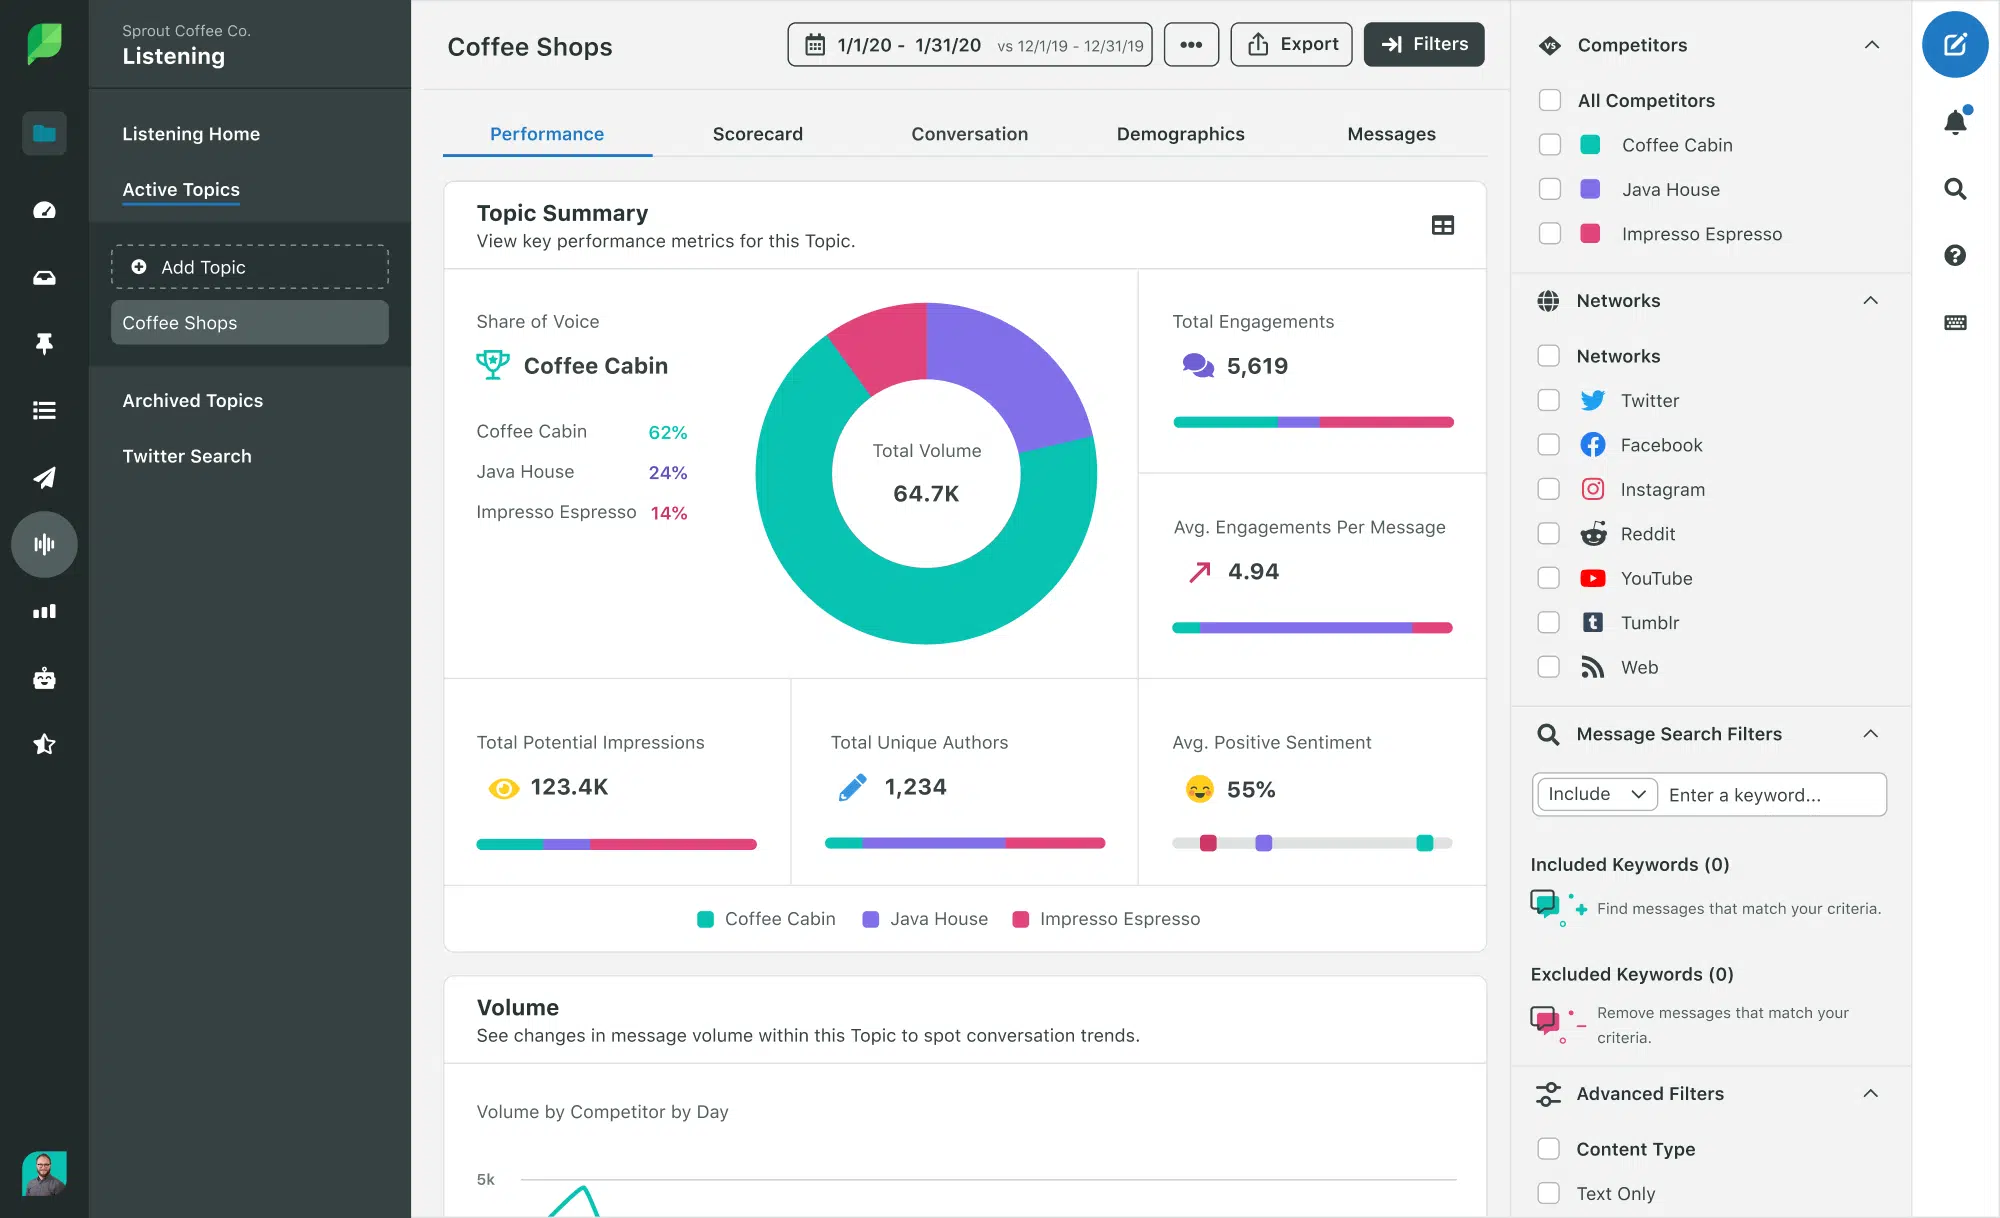 Sprout Coffee Co.
Listening
Listening Home
Active Topics
Add Topic
Coffee Shops
Archived Topics
Twitter Search
Coffee Shops
1/1/20 - 1/31/20 vs 12/1/19 - 12/31/19
Export
Filters
Performance
Scorecard
Conversation
Demographics
Messages
Topic Summary
View key performance metrics for this Topic.
Share of Voice
Coffee Cabin
Coffee Cabin 62%
Java House 24%
Impresso Espresso 14%
Total Volume
64.7K
Total Engagements
5,619
Avg. Engagements Per Message
4.94
Total Potential Impressions
123.4K
Total Unique Authors
1,234
Avg. Positive Sentiment
55%
Coffee Cabin
Java House
Impresso Espresso
Volume
See changes in message volume within this Topic to spot conversation trends.
Volume by Competitor by Day
5k
VS Competitors
All Competitors
Coffee Cabin
Java House
Impresso Espresso
Networks
Networks
Twitter
Facebook
Instagram
Reddit
YouTube
Tumblr
Web
Message Search Filters
Include
Enter a keyword...
Included Keywords (0)
Find messages that match your criteria.
Excluded Keywords (0)
Remove messages that match your
criteria.
Advanced Filters
Content Type
Text Only